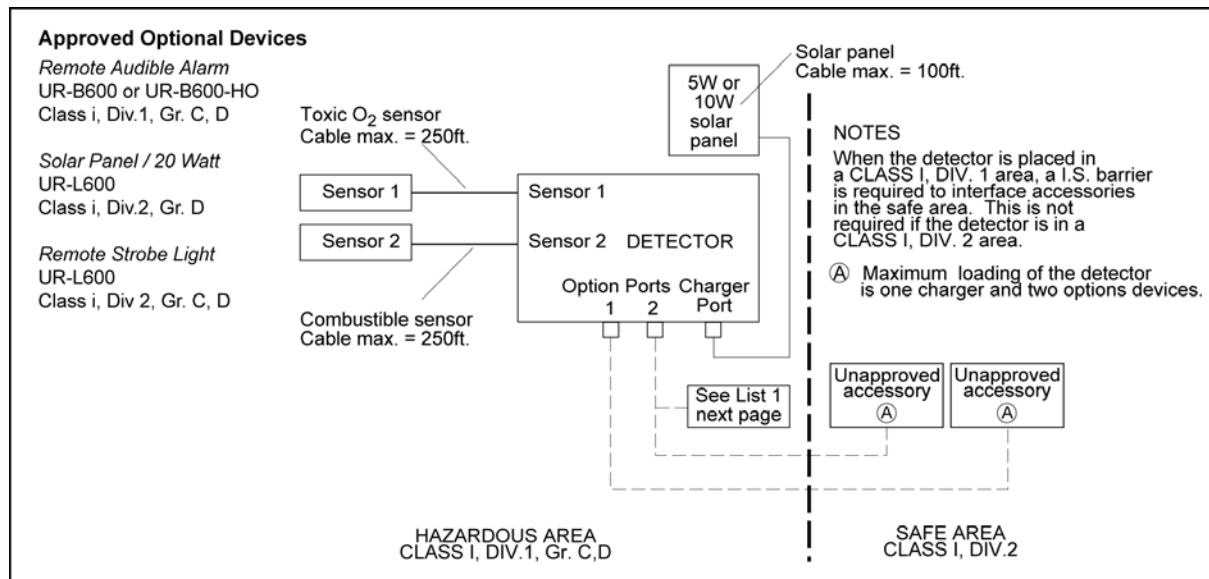 Approved Optional Devices
Remote Audible Alarm
UR-B600 or UR-B600-HO
Class i, Div.1, Gr. C, D
Solar Panel / 20 Watt
UR-L600
Class i, Div.2, Gr. D
Remote Strobe Light
UR-L600
Class i, Div 2, Gr. C, D
Toxic O2 sensor
Cable max. = 250ft.
Sensor 1
Sensor 2
Combustible sensor
Cable max. = 250ft.
Sensor 1
Sensor 2
DETECTOR
Option Ports
1 2
Charger
Port
5W or
10W
solar
panel
Solar panel
Cable max. = 100ft.
See List 1
next page
NOTES
When the detector is placed in
a CLASS I, DIV. 1 area, a I.S. barrier
is required to interface accessories
in the safe area. This is not
required if the detector is in a
CLASS I, DIV. 2 area.
Ⓐ Maximum loading of the detector
is one charger and two options devices.
Unapproved
accessory
Ⓐ
Unapproved
accessory
Ⓐ
HAZARDOUS AREA
CLASS I, DIV.1, Gr. C,D
SAFE AREA
CLASS I, DIV.2